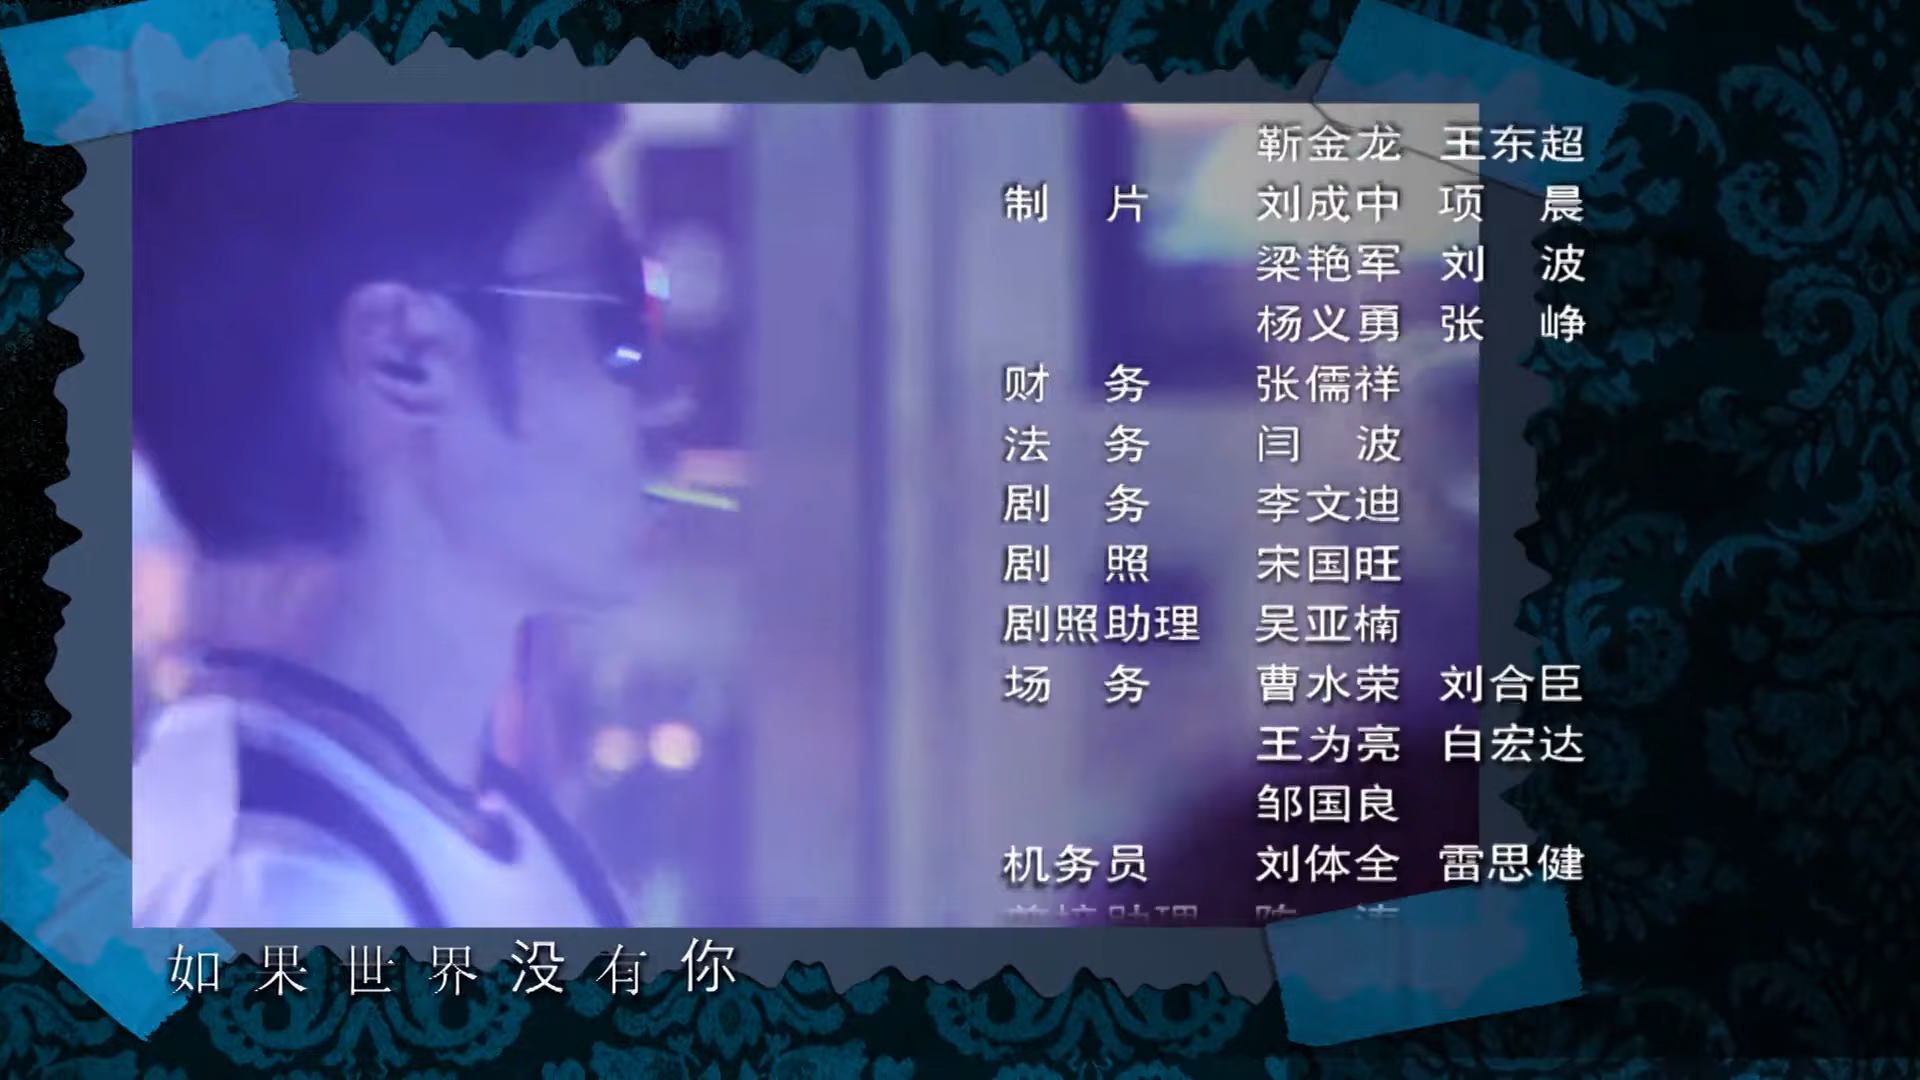 靳金龙 王东超
制 片 刘成中 项 晨
梁艳军 刘 波
杨义勇 张 峥
财 务 张儒祥
法 务 闫 波
剧 务 李文迪
剧 照 宋国旺
剧照助理 吴亚楠
场 务 曹水荣 刘合臣
王为亮 白宏达
邹国良
机务员 刘体全 雷思健
如果世界没有你